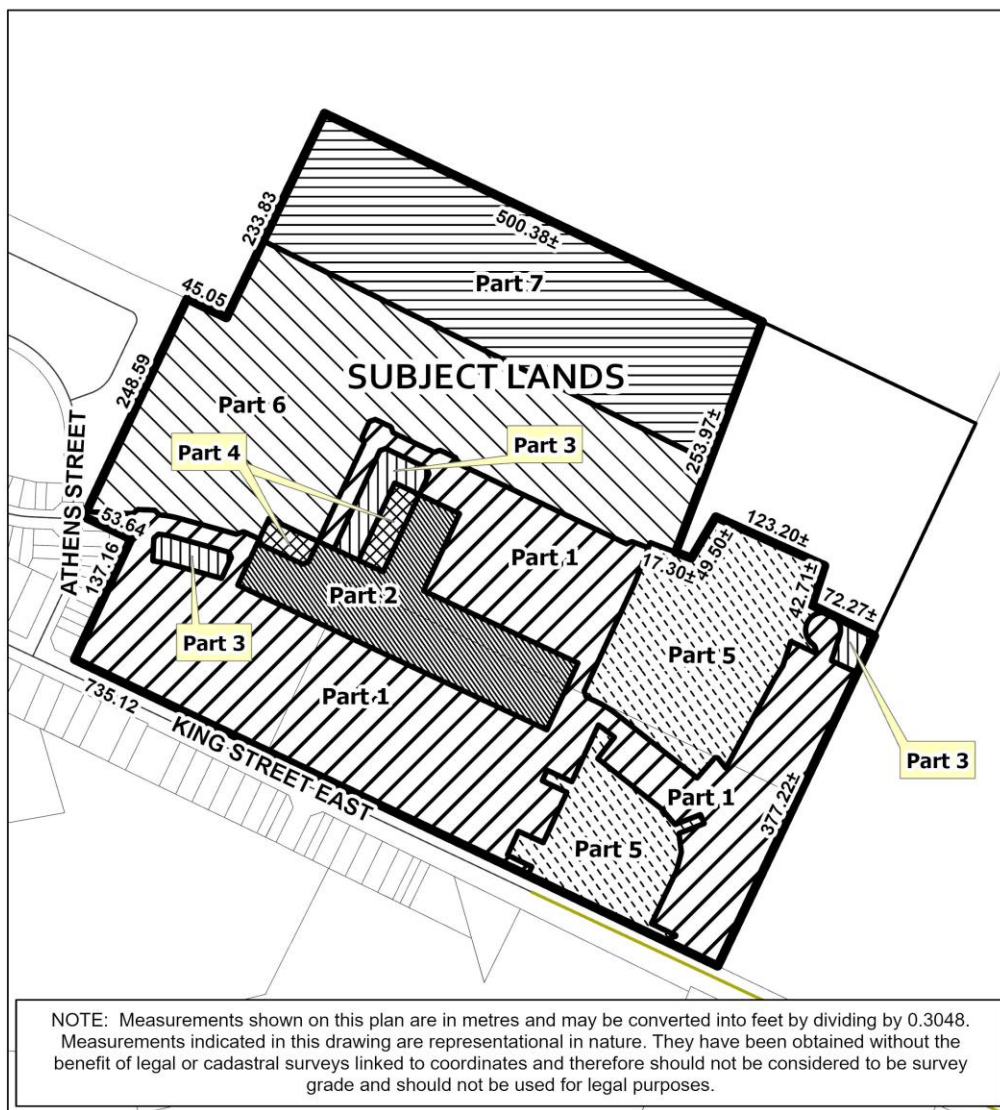 233.83
500.38±
Part 7
45.05
SUBJECT LANDS
248.59
Part 6
253.97±
Part 4
Part 3
ATHENS STREET
53.64
123.20±
49.50±
17.30±
137.16
Part 1
42.71±
72.27±
Part 2
Part 3
Part 5
Part 1
735.12
KING STREET EAST
Part 3
Part 1
377.22±
Part 5
NOTE: Measurements shown on this plan are in metres and may be converted into feet by dividing by 0.3048.
Measurements indicated in this drawing are representational in nature. They have been obtained without the
benefit of legal or cadastral surveys linked to coordinates and therefore should not be considered to be survey
grade and should not be used for legal purposes.